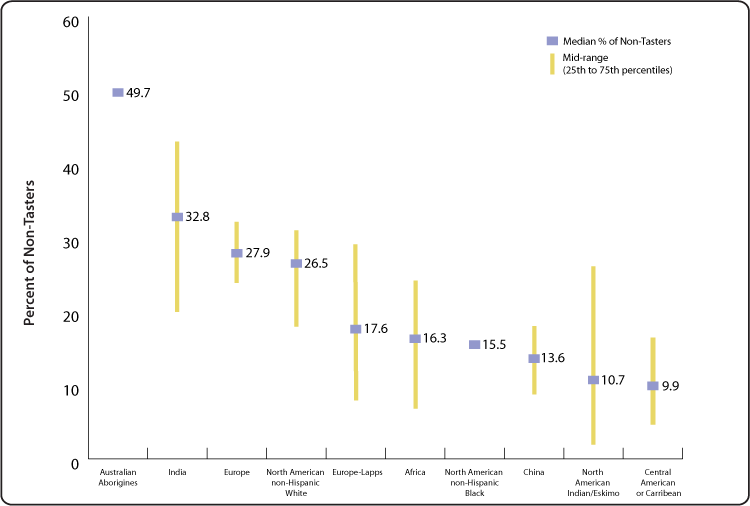 60
50
40
30
20
10
0
Percent of Non-Tasters
Median % of Non-Tasters
Mid-range
(25th to 75th percentiles)
49.7
32.8
27.9
26.5
17.6
16.3
15.5
13.6
10.7
9.9
Australian
Aborigines
India
Europe
North American
non-Hispanic
White
Europe-Lapps
Africa
North American
non-Hispanic
Black
China
North
American
Indian/Eskimo
Central
American
or Carribean